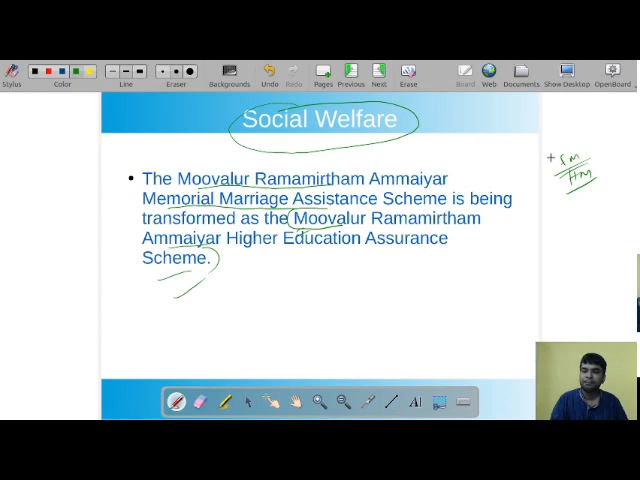 Stylus
Color
Line
Eraser
Backgrounds
Undo
Redo
Pages
Previous
Next
Erase
Board
Web
Documents
Show Desktop
OpenBoard
Social Welfare
• The Moovalur Ramamirtham Ammaiyar
Memorial Marriage Assistance Scheme is being
transformed as the Moovalur Ramamirtham
Ammaiyar Higher Education Assurance
Scheme.
HM